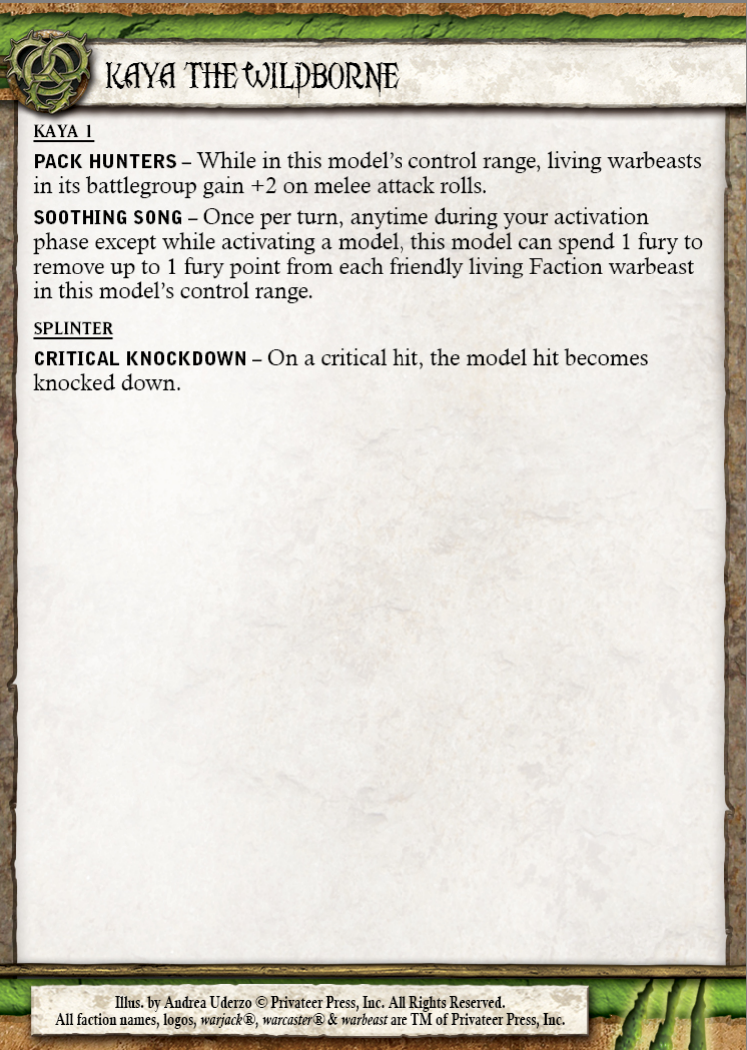 KAYA THE WILDBORNE
KAYA 1
PACK HUNTERS – While in this model's control range, living warbeasts
in its battlegroup gain +2 on melee attack rolls.
SOOTHING SONG – Once per turn, anytime during your activation
phase except while activating a model, this model can spend 1 fury to
remove up to 1 fury point from each friendly living Faction warbeast
in this model's control range.
SPLINTER
CRITICAL KNOCKDOWN – On a critical hit, the model hit becomes
knocked down.
Illus. by Andrea Uderzo © Privateer Press, Inc. All Rights Reserved.
All faction names, logos, warjack®, warcaster® & warbeast are TM of Privateer Press, Inc.